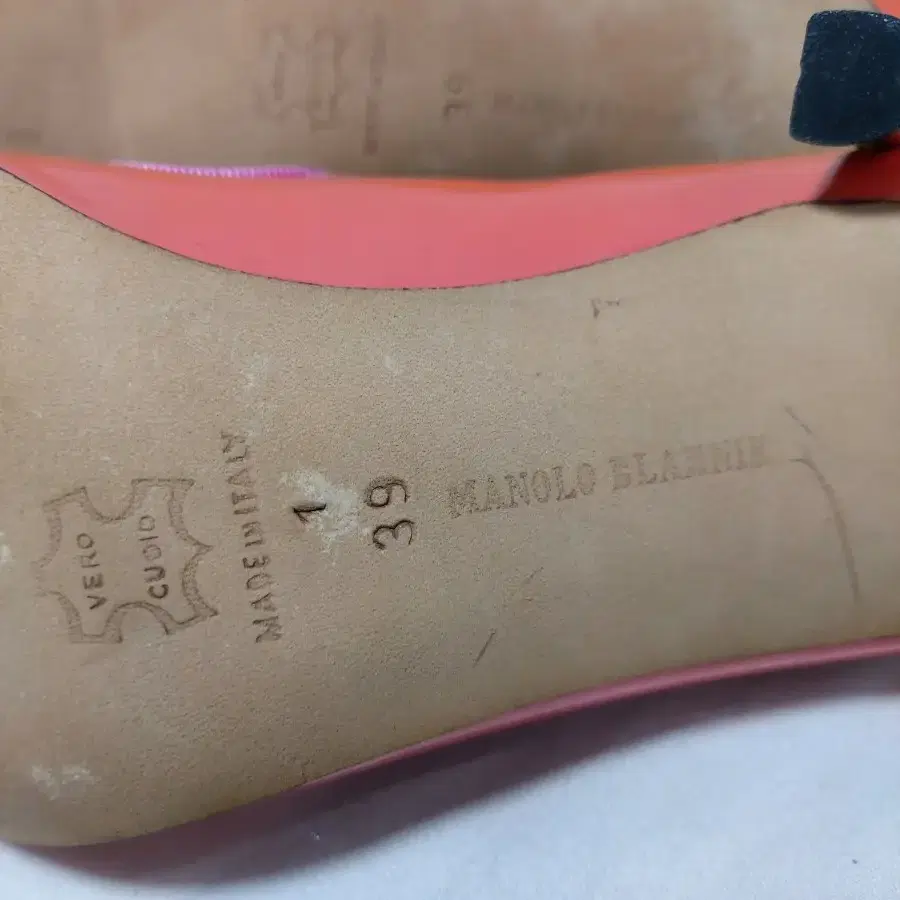 VERO
CUOIO
MADE IN ITALY
1
39
MANOLO BLAHNIK